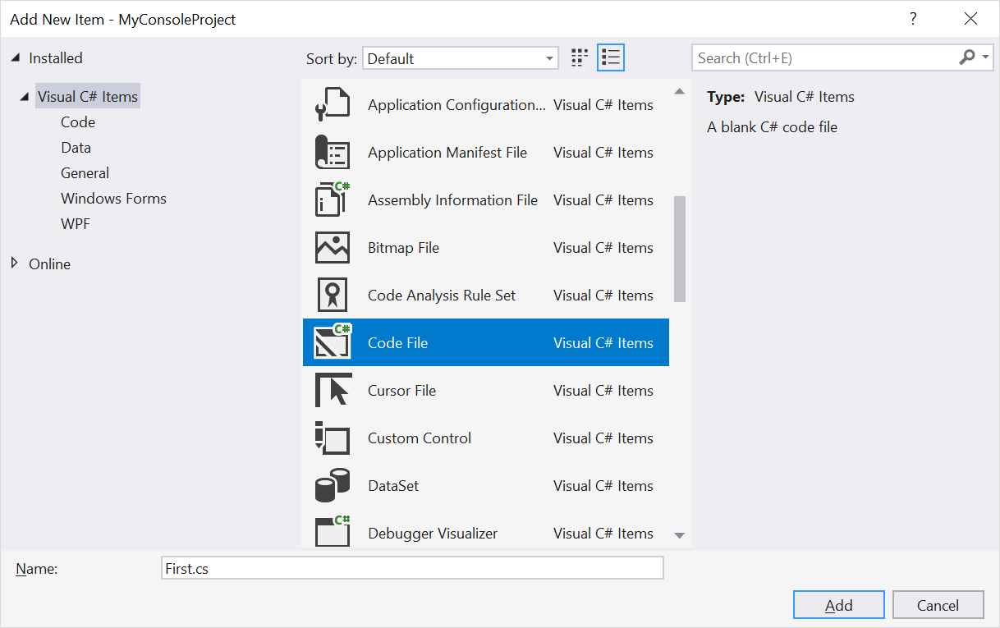 Add New Item - MyConsoleProject
?
Installed
Visual C# Items
Code
Data
General
Windows Forms
WPF
Online
Sort by: Default
Application Configuration... Visual C# Items
Application Manifest File Visual C# Items
C#
Assembly Information File Visual C# Items
Bitmap File Visual C# Items
Code Analysis Rule Set Visual C# Items
C#
Code File Visual C# Items
Cursor File Visual C# Items
Custom Control Visual C# Items
DataSet Visual C# Items
C#
Debugger Visualizer Visual C# Items
Search (Ctrl+E)
Type: Visual C# Items
A blank C# code file
Name: First.cs
Add Cancel